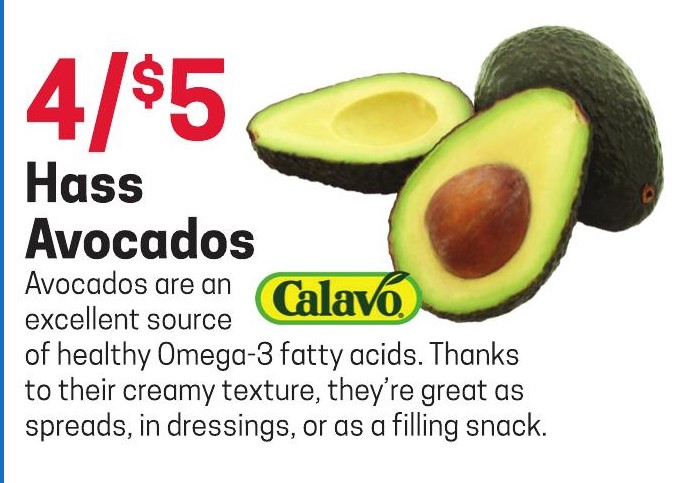 4/$5
Hass
Avocados
Avocados are an
excellent source
Calavo®
of healthy Omega-3 fatty acids. Thanks
to their creamy texture, they're great as
spreads, in dressings, or as a filling snack.